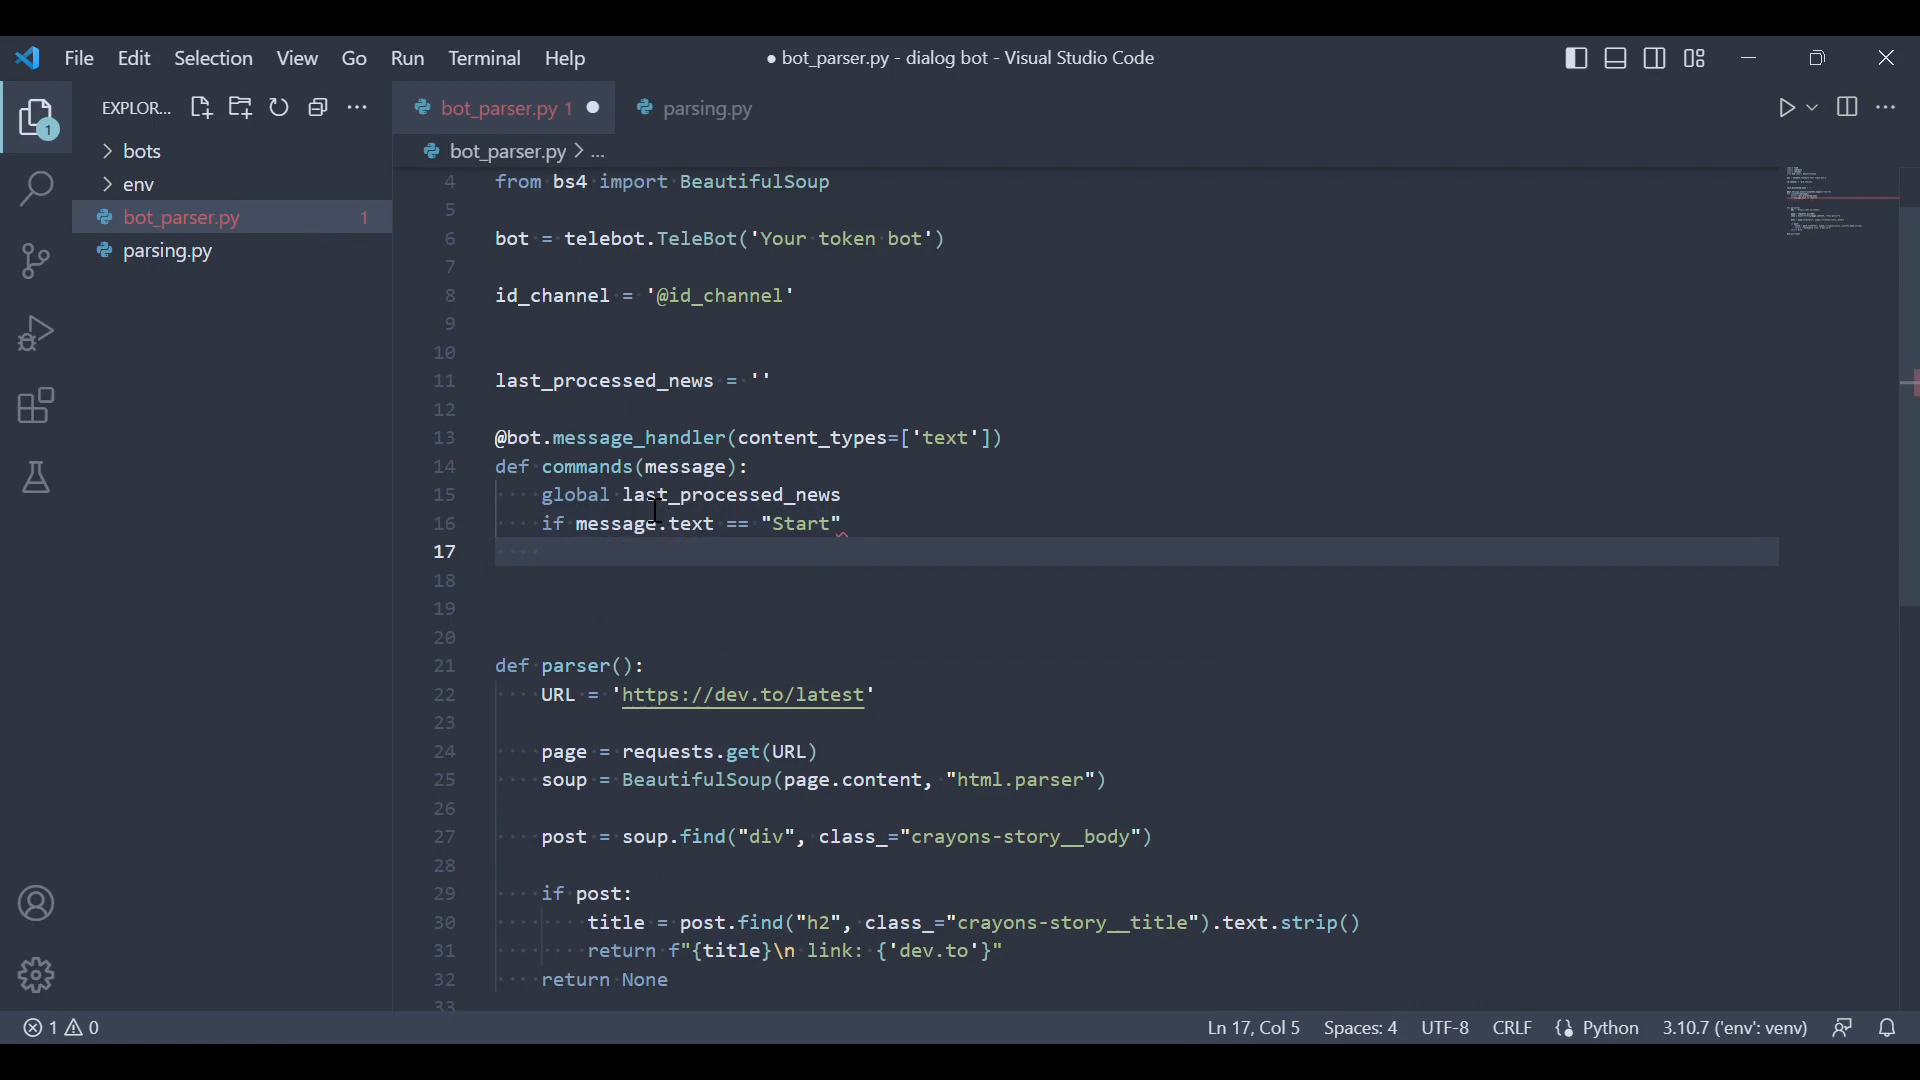 File Edit Selection View Go Run Terminal Help ● bot_parser.py - dialog bot - Visual Studio Code
EXPLOR... bot_parser.py 1 parsing.py
bot_parser.py > ...
bots
env
bot_parser.py 1
parsing.py
1
4 from bs4 import BeautifulSoup
5
6 bot = telebot.TeleBot('Your token bot')
7
8 id_channel = '@id_channel'
9
10
11 last_processed_news = ''
12
13 @bot.message_handler(content_types=['text'])
14 def commands(message):
15 global last_processed_news
16 if message.text == "Start"
17
18
19
20
21 def parser():
22 URL = 'https://dev.to/latest'
23
24 page = requests.get(URL)
25 soup = BeautifulSoup(page.content, "html.parser")
26
27 post = soup.find("div", class_="crayons-story__body")
28
29 if post:
30 title = post.find("h2", class_="crayons-story__title").text.strip()
31 return f"{title}\n link: {'dev.to'}"
32 return None
33
1 0 Ln 17, Col 5 Spaces: 4 UTF-8 CRLF Python 3.10.7 ('env': venv)